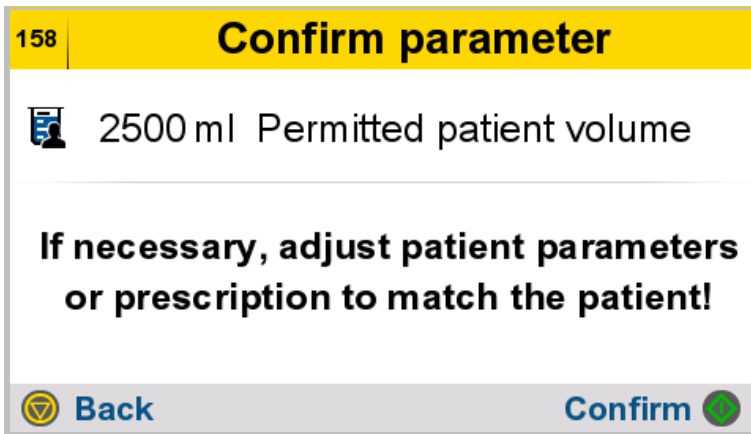 158
Confirm parameter
2500 ml Permitted patient volume
If necessary, adjust patient parameters
or prescription to match the patient!
Back
Confirm